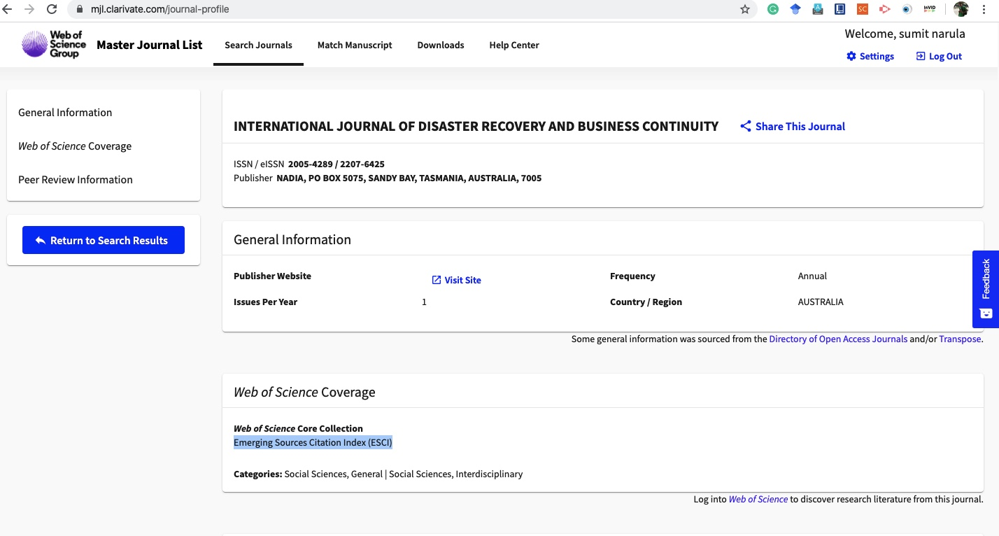 mjl.clarivate.com/journal-profile
SC
InVID
Web of
Science
Group
Master Journal List
Search Journals
Match Manuscript
Downloads
Help Center
Welcome, sumit narula
Settings
Log Out
General Information
Web of Science Coverage
Peer Review Information
Return to Search Results
INTERNATIONAL JOURNAL OF DISASTER RECOVERY AND BUSINESS CONTINUITY
Share This Journal
ISSN / eISSN 2005-4289 / 2207-6425
Publisher NADIA, PO BOX 5075, SANDY BAY, TASMANIA, AUSTRALIA, 7005
General Information
Publisher Website Visit Site Frequency Annual
Issues Per Year 1 Country / Region AUSTRALIA
Feedback
Some general information was sourced from the Directory of Open Access Journals and/or Transpose.
Web of Science Coverage
Web of Science Core Collection
Emerging Sources Citation Index (ESCI)
Categories: Social Sciences, General | Social Sciences, Interdisciplinary
Log into Web of Science to discover research literature from this journal.